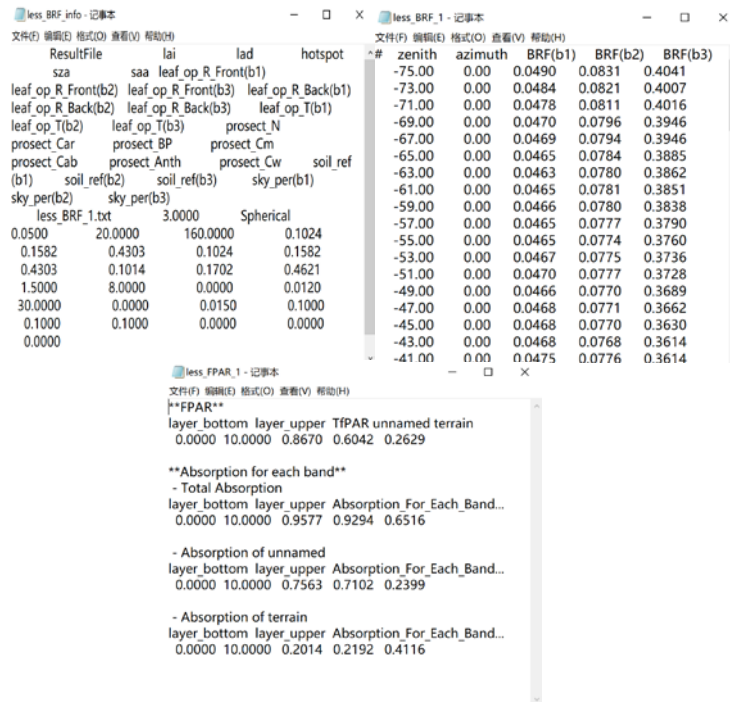 less_BRF_info - 记事本
文件(F) 编辑(E) 格式(O) 查看(V) 帮助(H)
ResultFile lai lad hotspot
sza saa leaf_op_R_Front(b1)
leaf_op_R_Front(b2) leaf_op_R_Front(b3) leaf_op_R_Back(b1)
leaf_op_R_Back(b2) leaf_op_R_Back(b3) leaf_op_T(b1)
leaf_op_T(b2) leaf_op_T(b3) prosect_N
prosect_Car prosect_BP prosect_Cm
prosect_Cab prosect_Anth prosect_Cw soil_ref
(b1) soil_ref(b2) soil_ref(b3) sky_per(b1)
sky_per(b2) sky_per(b3)
less_BRF_1.txt 3.0000 Spherical
0.0500 20.0000 160.0000 0.1024
0.1582 0.4303 0.1024 0.1582
0.4303 0.1014 0.1702 0.4621
1.5000 8.0000 0.0000 0.0120
30.0000 0.0000 0.0150 0.1000
0.1000 0.1000 0.0000 0.0000
0.0000
less_BRF_1 - 记事本
文件(F) 编辑(E) 格式(O) 查看(V) 帮助(H)
# zenith azimuth BRF(b1) BRF(b2) BRF(b3)
-75.00 0.00 0.0490 0.0831 0.4041
-73.00 0.00 0.0484 0.0821 0.4007
-71.00 0.00 0.0478 0.0811 0.4016
-69.00 0.00 0.0470 0.0796 0.3946
-67.00 0.00 0.0469 0.0794 0.3946
-65.00 0.00 0.0465 0.0784 0.3885
-63.00 0.00 0.0463 0.0780 0.3862
-61.00 0.00 0.0465 0.0781 0.3851
-59.00 0.00 0.0466 0.0780 0.3838
-57.00 0.00 0.0465 0.0777 0.3790
-55.00 0.00 0.0465 0.0774 0.3760
-53.00 0.00 0.0467 0.0775 0.3736
-51.00 0.00 0.0470 0.0777 0.3728
-49.00 0.00 0.0466 0.0770 0.3689
-47.00 0.00 0.0468 0.0771 0.3662
-45.00 0.00 0.0468 0.0770 0.3630
-43.00 0.00 0.0468 0.0768 0.3614
-41.00 0.00 0.0475 0.0776 0.3614
less_FPAR_1 - 记事本
文件(F) 编辑(E) 格式(O) 查看(V) 帮助(H)
**FPAR**
layer_bottom layer_upper TfPAR unnamed terrain
0.0000 10.0000 0.8670 0.6042 0.2629
**Absorption for each band**
- Total Absorption
layer_bottom layer_upper Absorption_For_Each_Band...
0.0000 10.0000 0.9577 0.9294 0.6516
- Absorption of unnamed
layer_bottom layer_upper Absorption_For_Each_Band...
0.0000 10.0000 0.7563 0.7102 0.2399
- Absorption of terrain
layer_bottom layer_upper Absorption_For_Each_Band...
0.0000 10.0000 0.2014 0.2192 0.4116